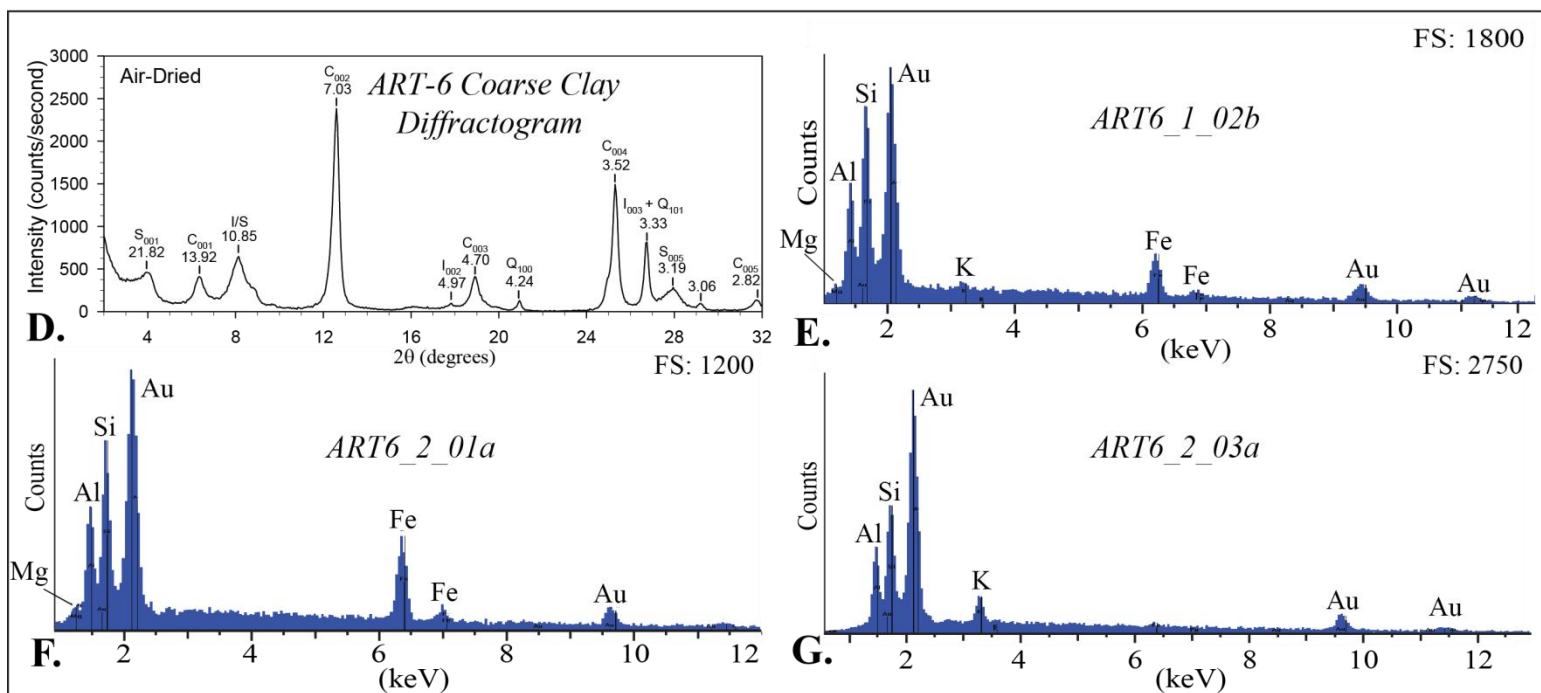 3000
2500
2000
1500
1000
500
0
Intensity (counts/second)
Air-Dried
ART-6 Coarse Clay
Diffractogram
S001
21.82
C001
13.92
I/S
10.85
C002
7.03
I002
4.97
C003
4.70
Q100
4.24
C004
3.52
I003 + Q101
3.33
S005
3.19
3.06
C005
2.82
4 8 12 16 20 24 28 32
2θ (degrees)
D.
FS: 1800
ART6_1_02b
Counts
Mg
Al
Si
Au
K
Fe
Fe
Au
Au
2 4 6 8 10 12
(keV)
E.
FS: 1200
ART6_2_01a
Counts
Mg
Al
Si
Au
Fe
Fe
Au
2 4 6 8 10 12
(keV)
F.
FS: 2750
ART6_2_03a
Counts
Al
Si
Au
K
Au
Au
2 4 6 8 10 12
(keV)
G.